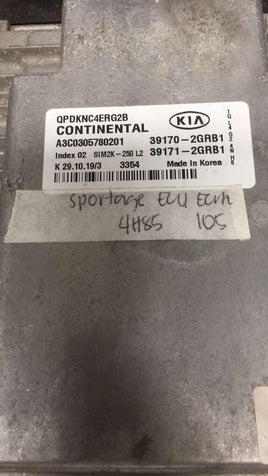 QPDKNC4ERG2B
CONTINENTAL KIA
A3C0305780201 39170-2GRB1
Index 02 SIM2K-250 L2 39171-2GRB1
K 29.10.19/3 3354 Made in Korea
Sportage ECU Ecm
4H85 105